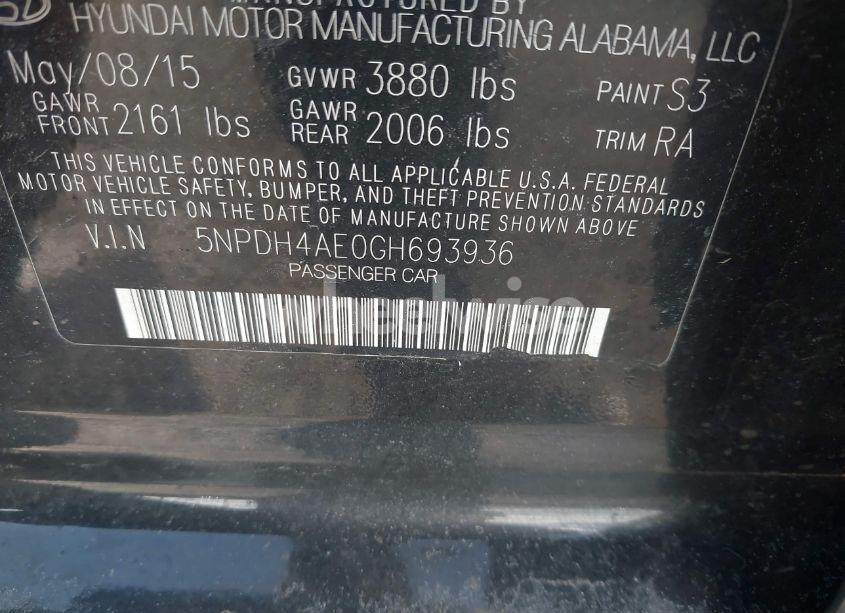 MANUFACTURED BY
HYUNDAI MOTOR MANUFACTURING ALABAMA, LLC
May/08/15 GVWR 3880 lbs PAINT S3
GAWR FRONT 2161 lbs GAWR REAR 2006 lbs TRIM RA
THIS VEHICLE CONFORMS TO ALL APPLICABLE U.S.A. FEDERAL
MOTOR VEHICLE SAFETY, BUMPER, AND THEFT PREVENTION STANDARDS
IN EFFECT ON THE DATE OF MANUFACTURE SHOWN ABOVE
V.I.N 5NPDH4AE0GH693936
PASSENGER CAR